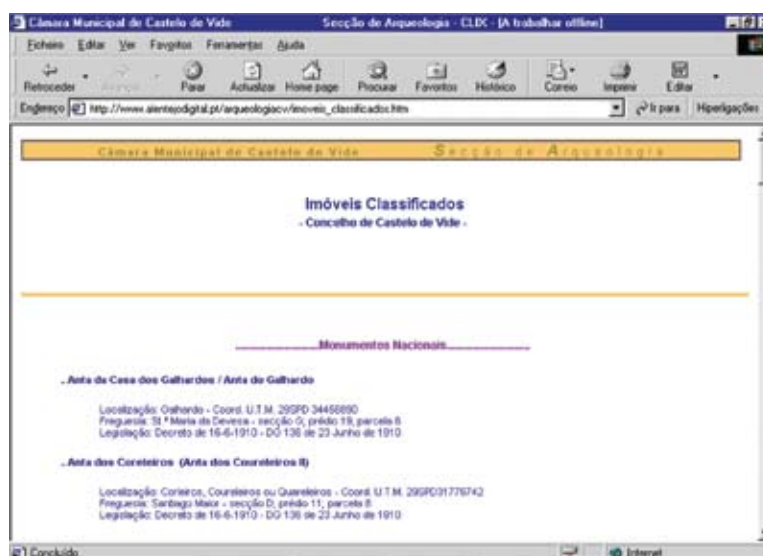 Câmara Municipal de Castelo de Vide Secção de Arqueologia - CLIX - [A trabalhar offline]
Ficheiro Editar Ver Favoritos Ferramentas Ajuda
Retroceder Avançar Parar Actualizar Home page Procurar Favoritos Histórico Correio Imprimir Editar
Endereço http://www.alentejodigital.pt/arqueologiacv/imoveis_classificados.htm Ir para Hiperligações
Câmara Municipal de Castelo de Vide Secção de Arqueologia
Imóveis Classificados
- Concelho de Castelo de Vide -
Monumentos Nacionais
..Anta da Casa dos Galhardos / Anta do Galhardo
Localização: Galhardo - Coord. U.T.M. 29SPD 34456890
Freguesia: Stª Maria da Devesa - secção G; prédio 19, parcela 8
Legislação: Decreto de 16-6-1910 - DG 136 de 23 Junho de 1910
..Anta dos Coreleiros (Anta dos Coureleiros II)
Localização: Corleiros, Coureleiros ou Quareleiros - Coord. U.T.M. 29SPD31776742
Freguesia: Santiago Maior - secção D; prédio 11; parcela 8
Legislação: Decreto de 16-6-1910 - DG 136 de 23 Junho de 1910
Concluído Internet